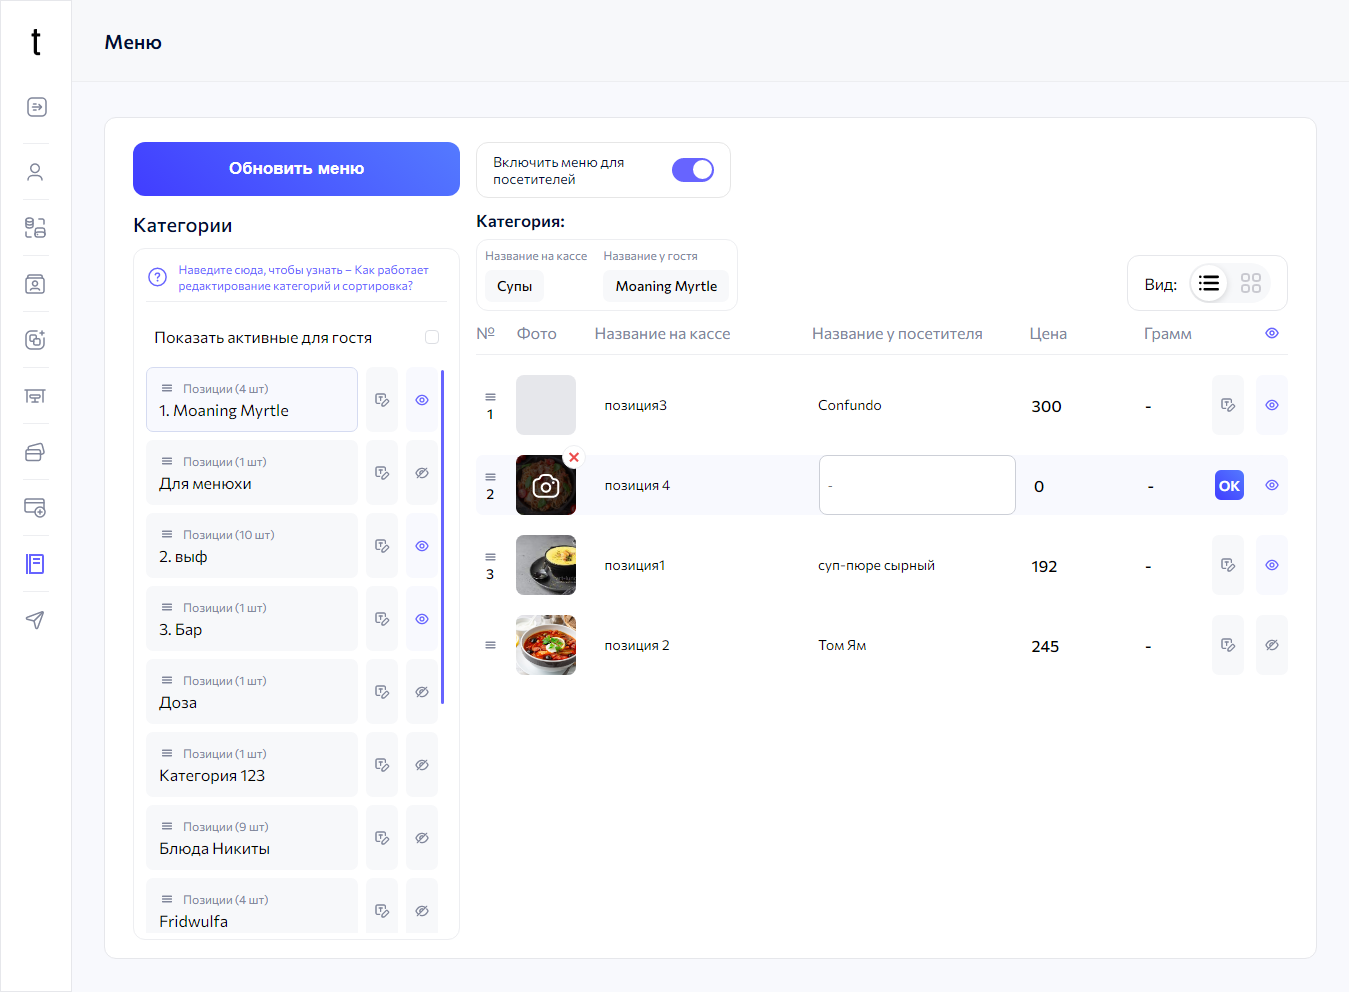 t
Меню
Обновить меню
Включить меню для
посетителей
Категории
Наведите сюда, чтобы узнать – Как работает
редактирование категорий и сортировка?
Показать активные для гостя
Позиции (4 шт)
1. Moaning Myrtle
Позиции (1 шт)
Для менюхи
Позиции (10 шт)
2. выф
Позиции (1 шт)
3. Бар
Позиции (1 шт)
Доза
Позиции (1 шт)
Категория 123
Позиции (9 шт)
Блюда Никиты
Позиции (4 шт)
Fridwulfa
Категория:
Название на кассе Название у гостя
Супы Moaning Myrtle
Вид:
№ Фото Название на кассе Название у посетителя Цена Грамм
1 позиция3 Confundo 300 -
2 позиция 4 - 0 - OK
3 позиция1 суп-пюре сырный 192 -
позиция 2 Том Ям 245 -